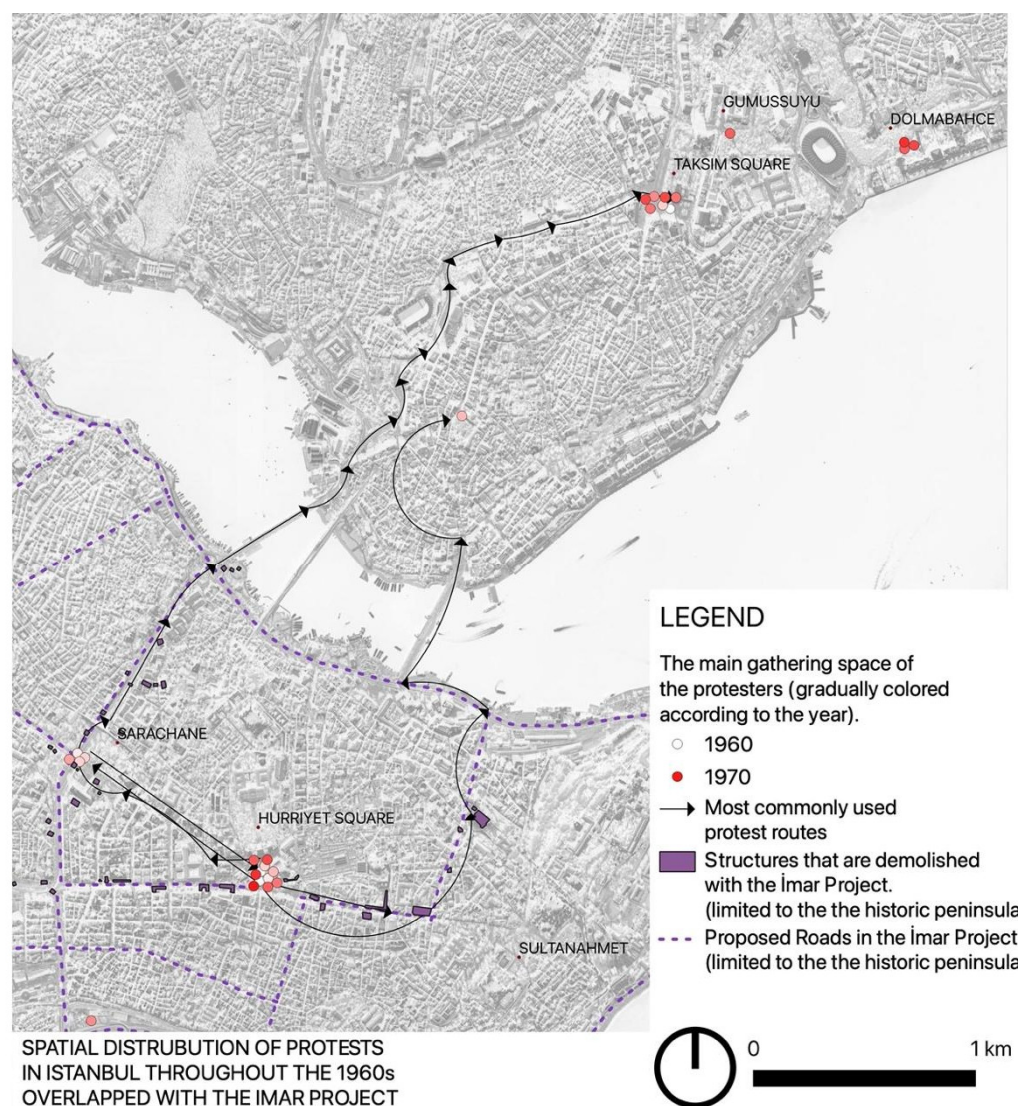 GUMUSSUYU
DOLMABAHCE
TAKSIM SQUARE
SARACHANE
HURRIYET SQUARE
SULTANAHMET
LEGEND
The main gathering space of
the protesters (gradually colored
according to the year).
1960
1970
Most commonly used
protest routes
Structures that are demolished
with the İmar Project.
(limited to the the historic peninsula
Proposed Roads in the İmar Project
(limited to the the historic peninsula
SPATIAL DISTRUBUTION OF PROTESTS
IN ISTANBUL THROUGHOUT THE 1960s
OVERLAPPED WITH THE IMAR PROJECT
0 1 km